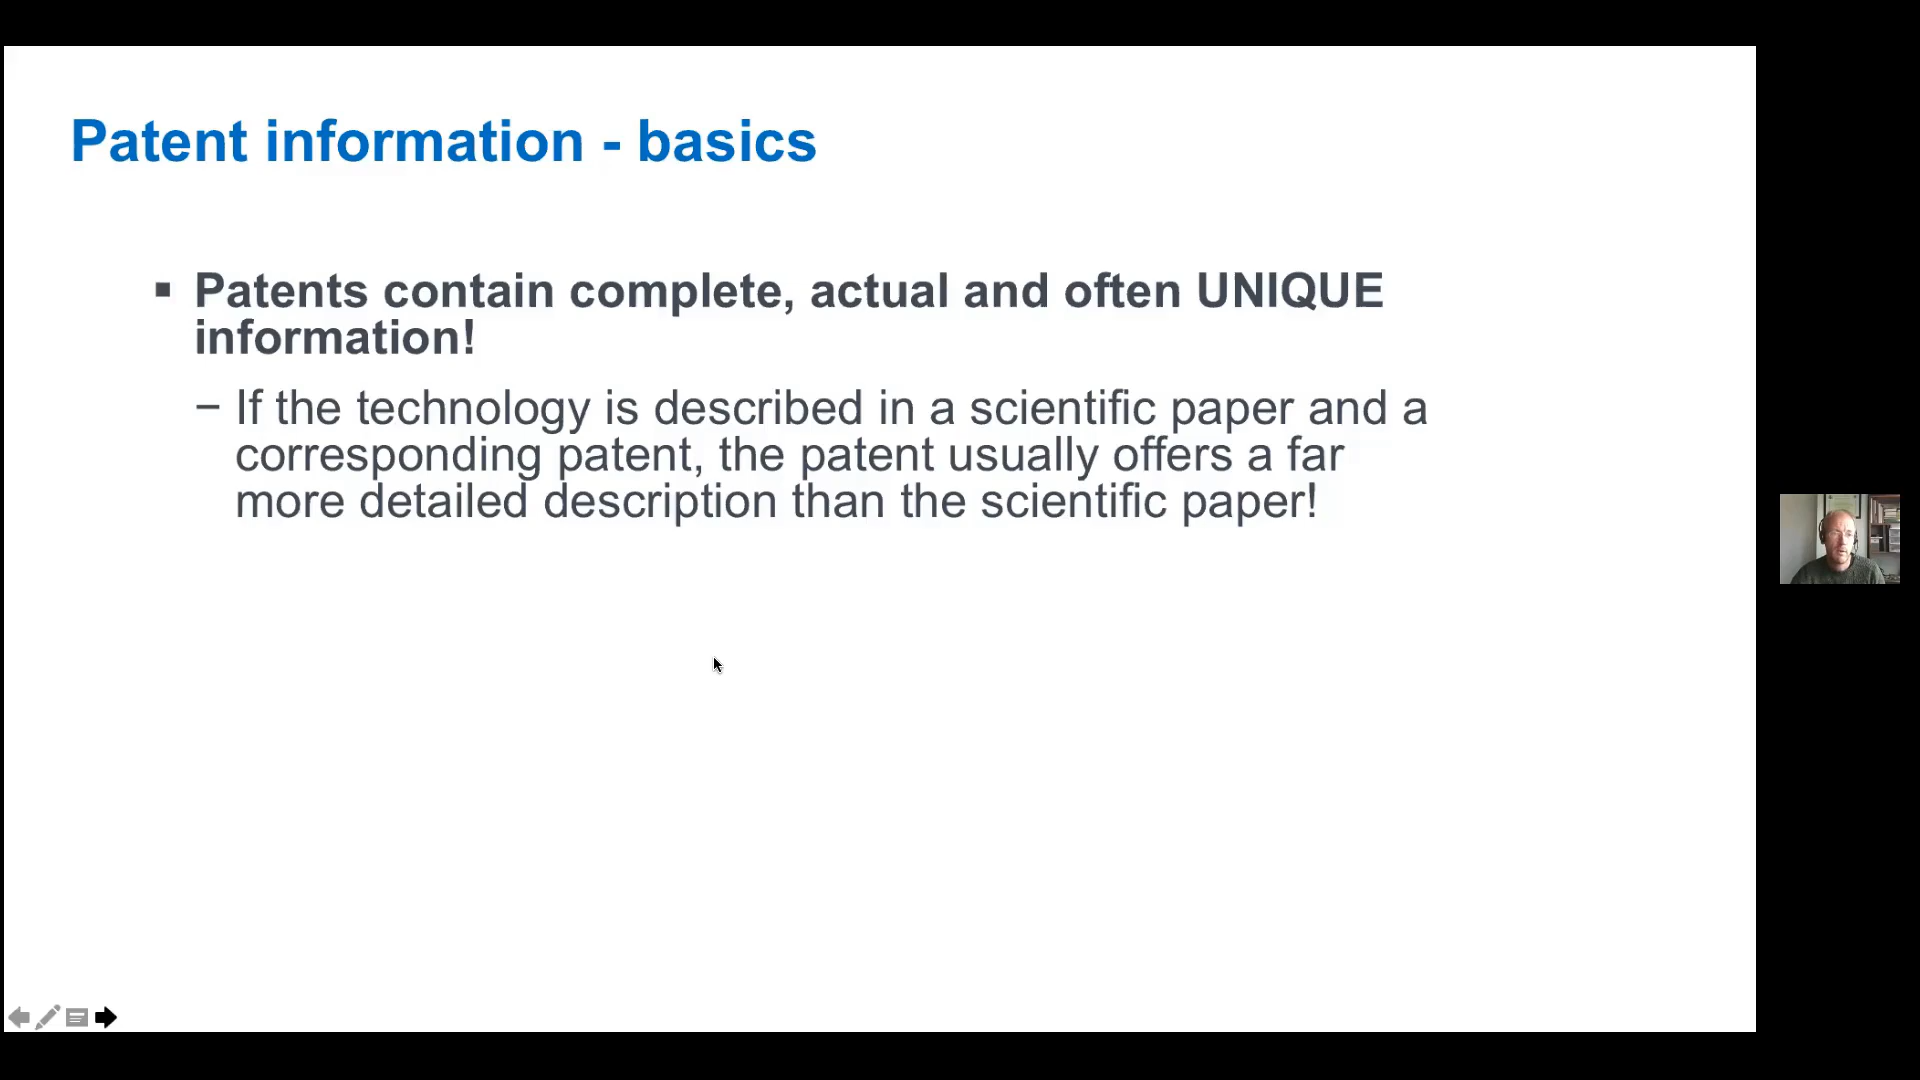 Patent information - basics
▪ Patents contain complete, actual and often UNIQUE
information!
− If the technology is described in a scientific paper and a
corresponding patent, the patent usually offers a far
more detailed description than the scientific paper!